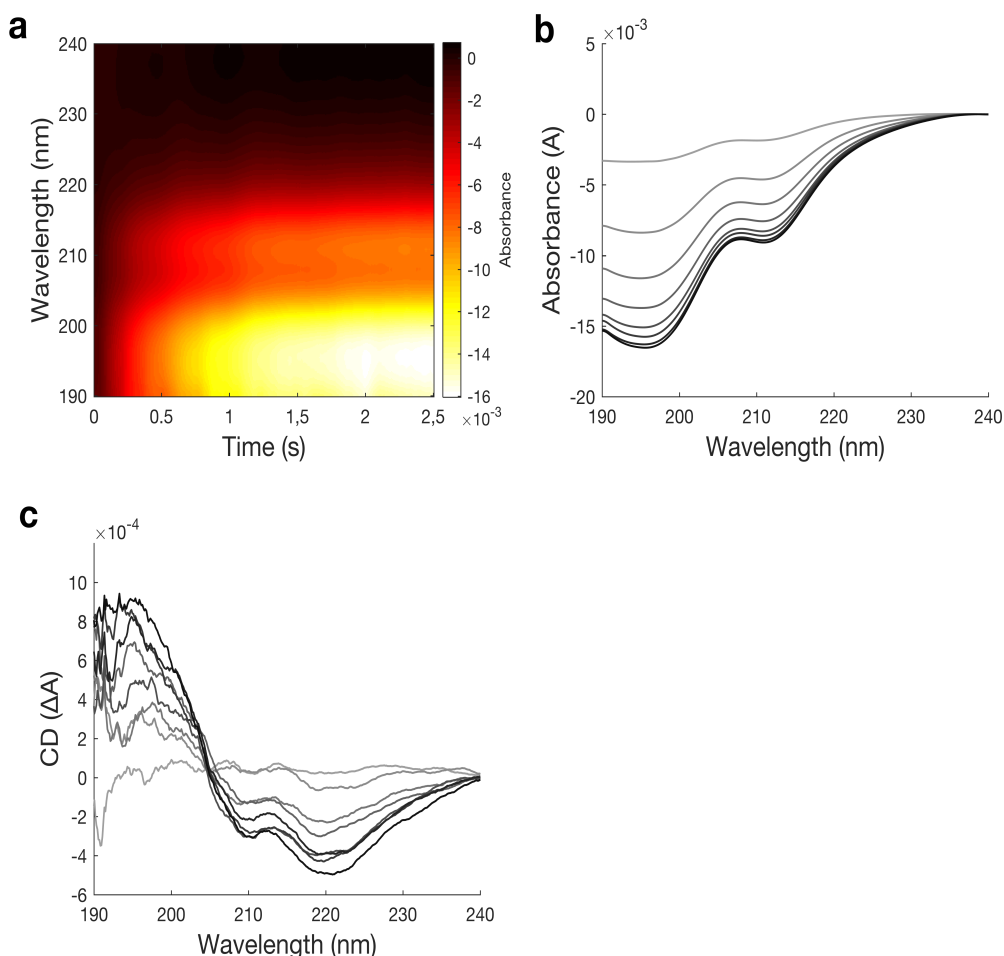 a
240
230
220
210
200
190
Wavelength (nm)
0 0.5 1 1,5 2 2,5
Time (s)
0
-2
-4
-6
-8
-10
-12
-14
-16
×10-3
Absorbance
b
×10-3
5
0
-5
-10
-15
-20
Absorbance (A)
190 200 210 220 230 240
Wavelength (nm)
c
×10-4
10
8
6
4
2
0
-2
-4
-6
CD (ΔA)
190 200 210 220 230 240
Wavelength (nm)